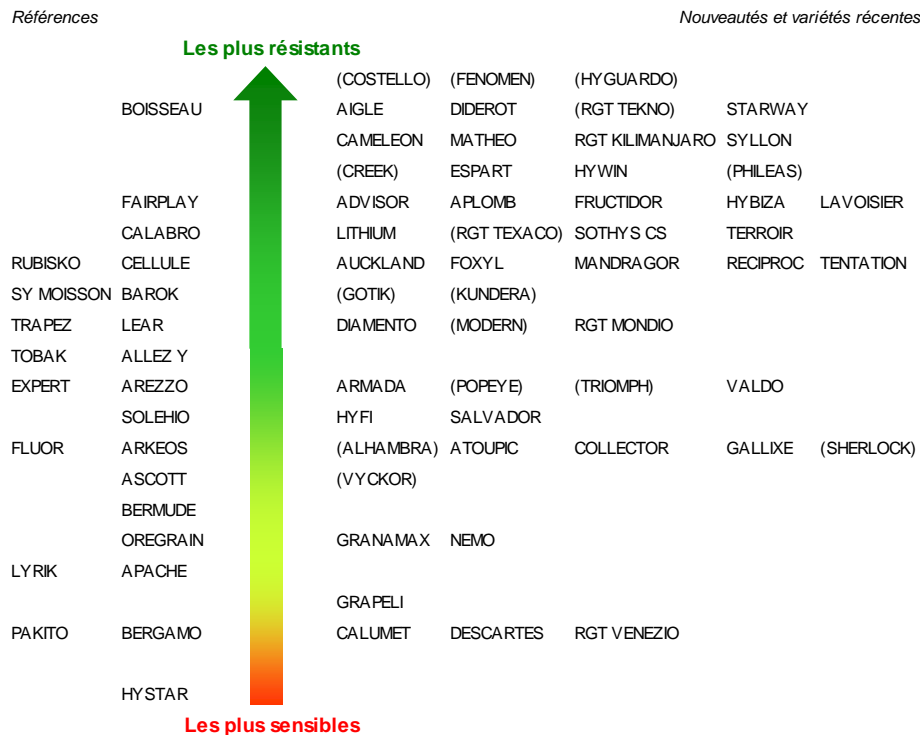 Références Nouveautés et variétés récentes
Les plus résistants
(COSTELLO) (FENOMEN) (HYGUARDO)
BOISSEAU AIGLE DIDEROT (RGT TEKNO) STARWAY
CAMELEON MATHEO RGT KILIMANJARO SYLLON
(CREEK) ESPART HYWIN (PHILEAS)
FAIRPLAY ADVISOR APLOMB FRUCTIDOR HYBIZA LAVOISIER
CALABRO LITHIUM (RGT TEXACO) SOTHYS CS TERROIR
RUBISKO CELLULE AUCKLAND FOXYL MANDRAGOR RECIPROC TENTATION
SY MOISSON BAROK (GOTIK) (KUNDERA)
TRAPEZ LEAR DIAMENTO (MODERN) RGT MONDIO
TOBAK ALLEZ Y
EXPERT AREZZO ARMADA (POPEYE) (TRIOMPH) VALDO
SOLEHIO HYFI SALVADOR
FLUOR ARKEOS (ALHAMBRA) ATOUPIC COLLECTOR GALLIXE (SHERLOCK)
ASCOTT (VYCKOR)
BERMUDE
OREGRAIN GRANAMAX NEMO
LYRIK APACHE
GRAPELI
PAKITO BERGAMO CALUMET DESCARTES RGT VENEZIO
HYSTAR
Les plus sensibles